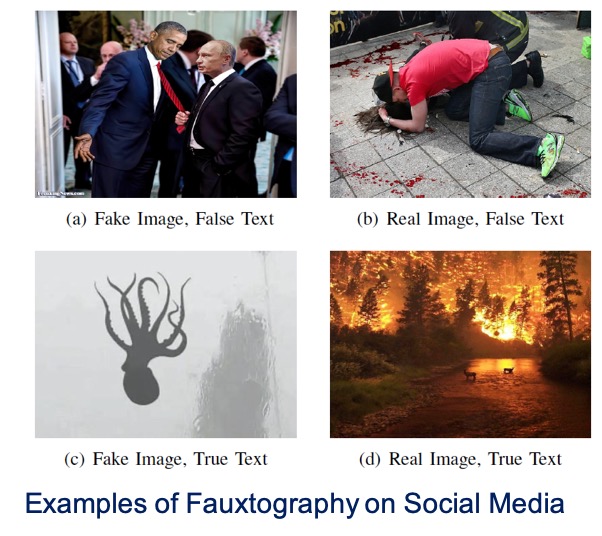 (a) Fake Image, False Text
(b) Real Image, False Text
(c) Fake Image, True Text
(d) Real Image, True Text
Examples of Fauxtography on Social Media